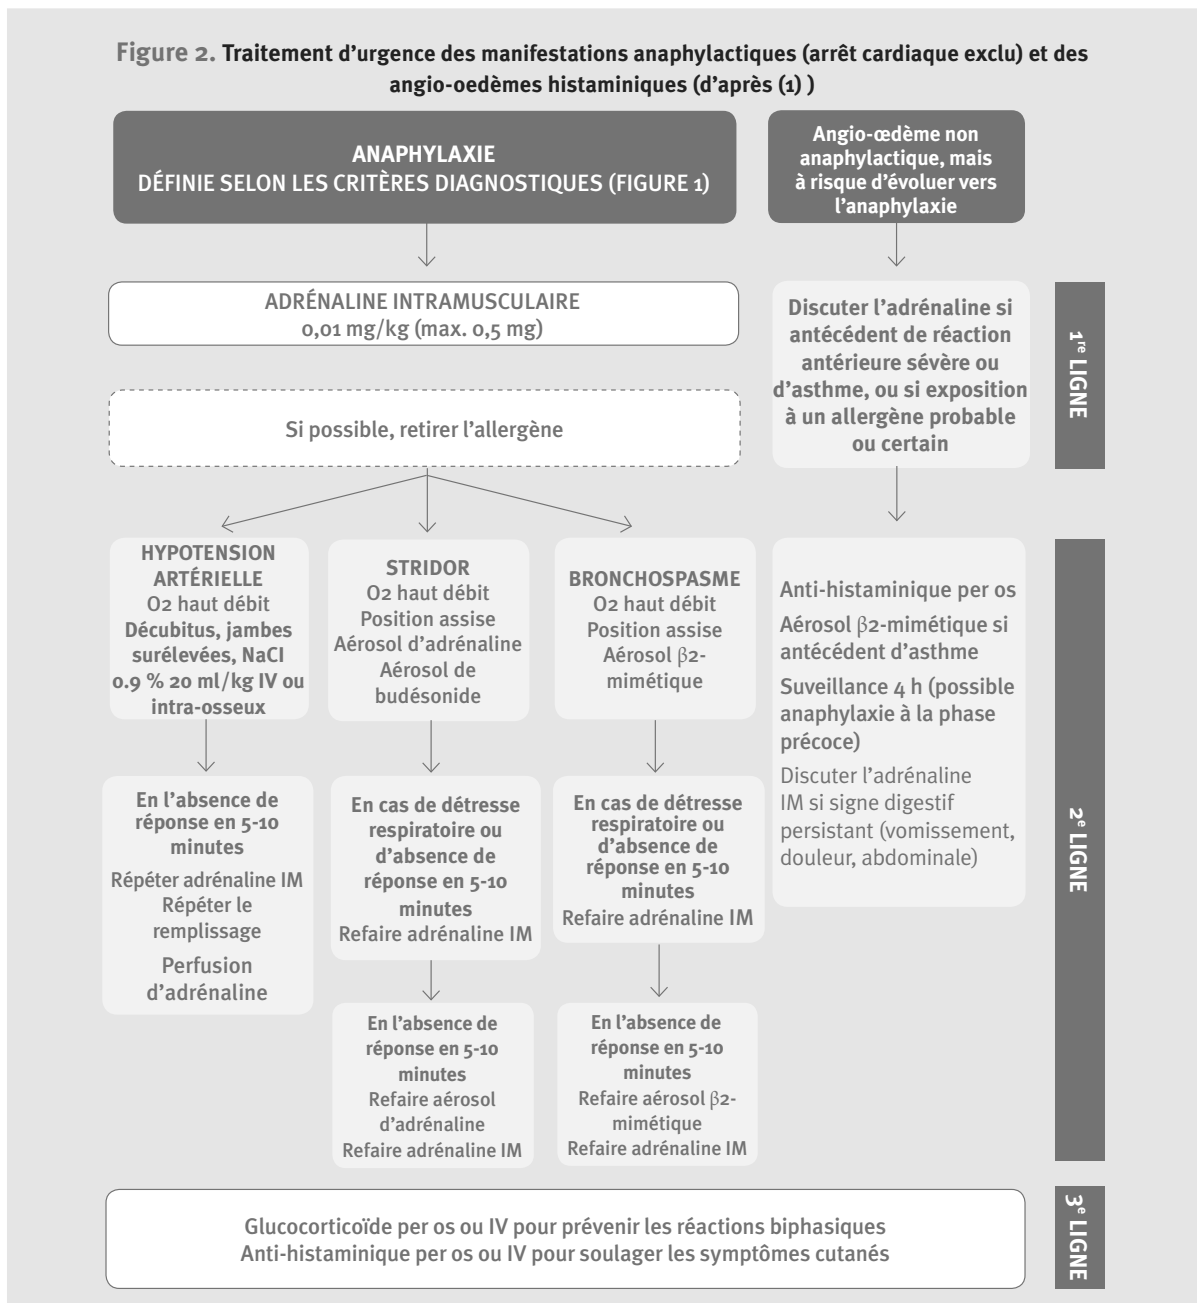 Figure 2. Traitement d'urgence des manifestations anaphylactiques (arrêt cardiaque exclu) et des
angio-oedèmes histaminiques (d'après (1) )
ANAPHYLAXIE
DÉFINIE SELON LES CRITÈRES DIAGNOSTIQUES (FIGURE 1)
Angio-œdème non
anaphylactique, mais
à risque d'évoluer vers
l'anaphylaxie
ADRÉNALINE INTRAMUSCULAIRE
0,01 mg/kg (max. 0,5 mg)
Si possible, retirer l'allergène
Discuter l'adrénaline si
antécédent de réaction
antérieure sévère ou
d'asthme, ou si exposition
à un allergène probable
ou certain
1re LIGNE
HYPOTENSION
ARTÉRIELLE
O2 haut débit
Décubitus, jambes
surélevées, NaCl
0.9 % 20 ml/kg IV ou
intra-osseux
STRIDOR
O2 haut débit
Position assise
Aérosol d'adrénaline
Aérosol de
budésonide
BRONCHOSPASME
O2 haut débit
Position assise
Aérosol β2-
mimétique
Anti-histaminique per os
Aérosol β2-mimétique si
antécédent d'asthme
Suveillance 4 h (possible
anaphylaxie à la phase
précoce)
Discuter l'adrénaline
IM si signe digestif
persistant (vomissement,
douleur, abdominale)
En l'absence de
réponse en 5-10
minutes
Répéter adrénaline IM
Répéter le
remplissage
Perfusion
d'adrénaline
En cas de détresse
respiratoire ou
d'absence de
réponse en 5-10
minutes
Refaire adrénaline IM
En cas de détresse
respiratoire ou
d'absence de
réponse en 5-10
minutes
Refaire adrénaline IM
En l'absence de
réponse en 5-10
minutes
Refaire aérosol
d'adrénaline
Refaire adrénaline IM
En l'absence de
réponse en 5-10
minutes
Refaire aérosol β2-
mimétique
Refaire adrénaline IM
2e LIGNE
Glucocorticoïde per os ou IV pour prévenir les réactions biphasiques
Anti-histaminique per os ou IV pour soulager les symptômes cutanés
3e LIGNE